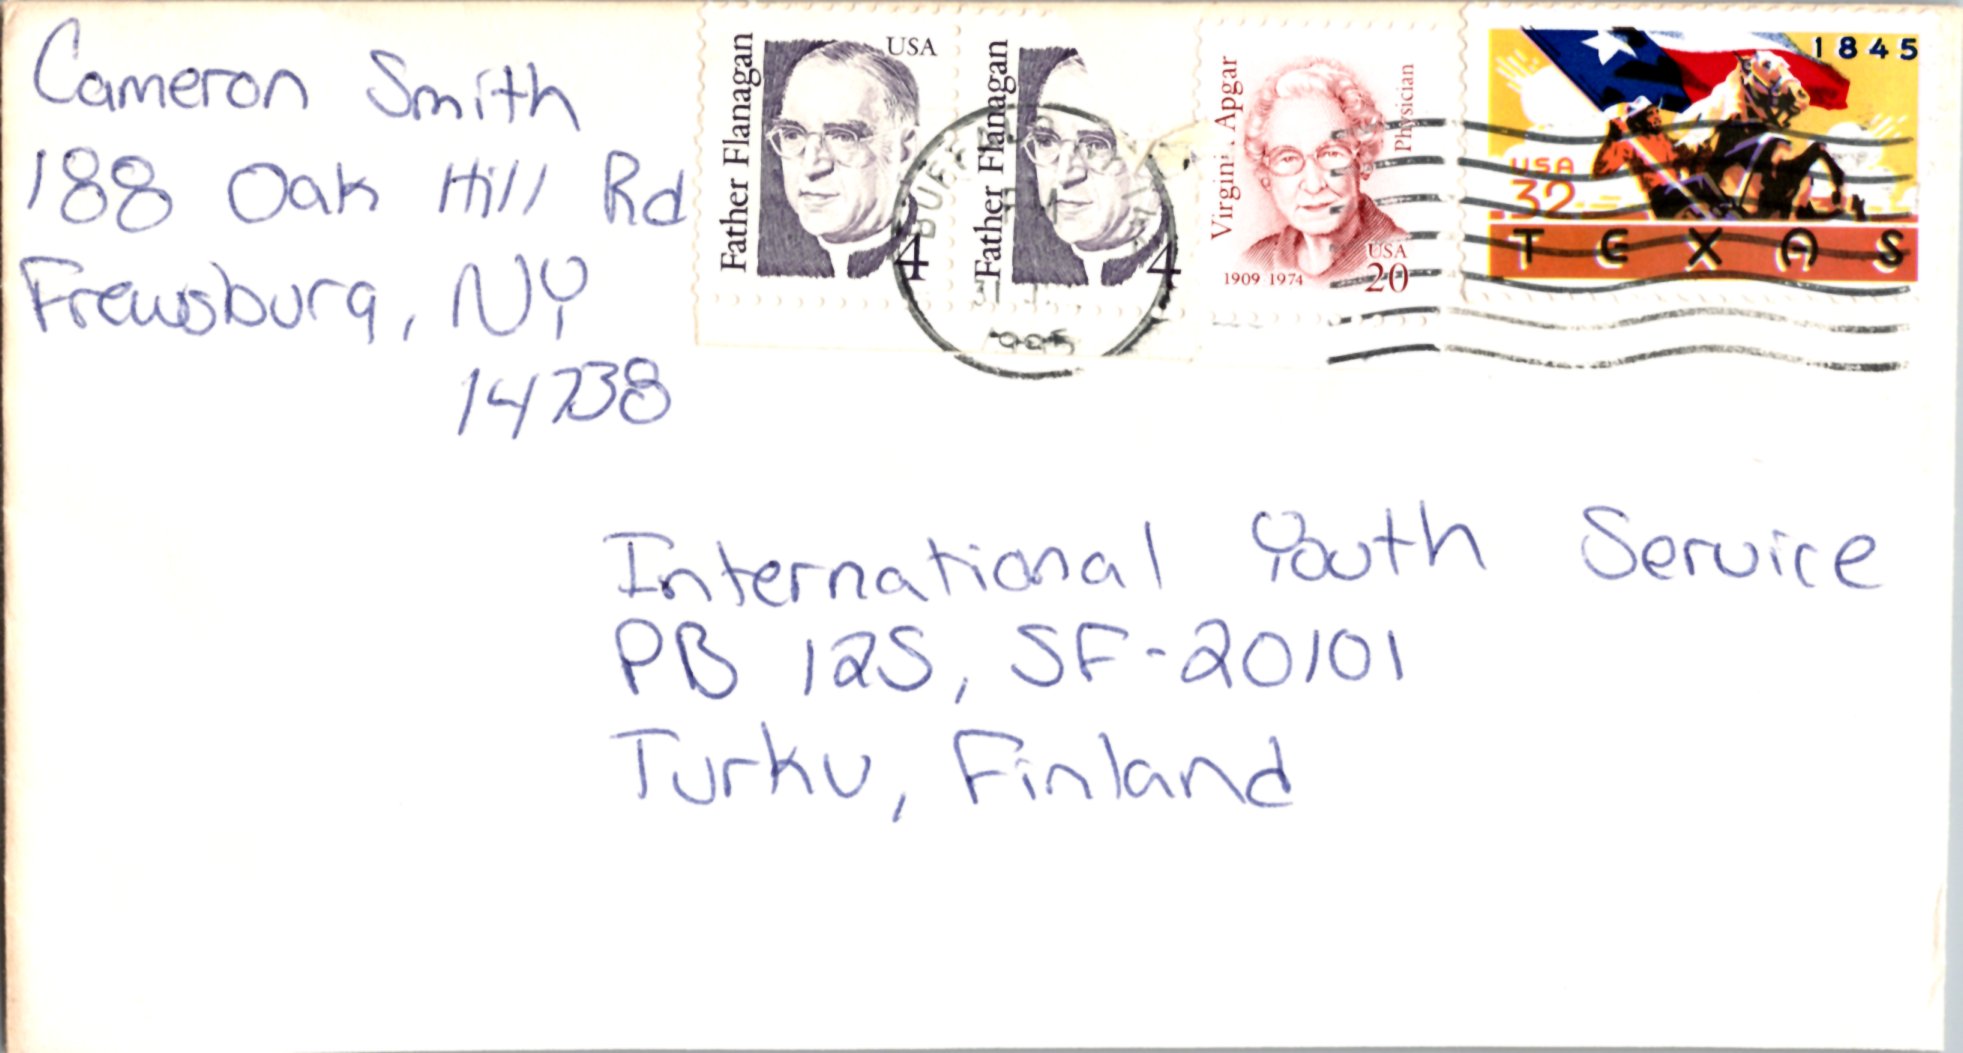 Cameron Smith
188 Oak Hill Rd
Frewsburg, NY
14738
Father Flanagan
USA
4
Father Flanagan
4
Virginia Apgar
Physician
USA
20
1909 1974
1845
USA
32
TEXAS
1995
International Youth Service
PB 125, SF-20101
Turku, Finland